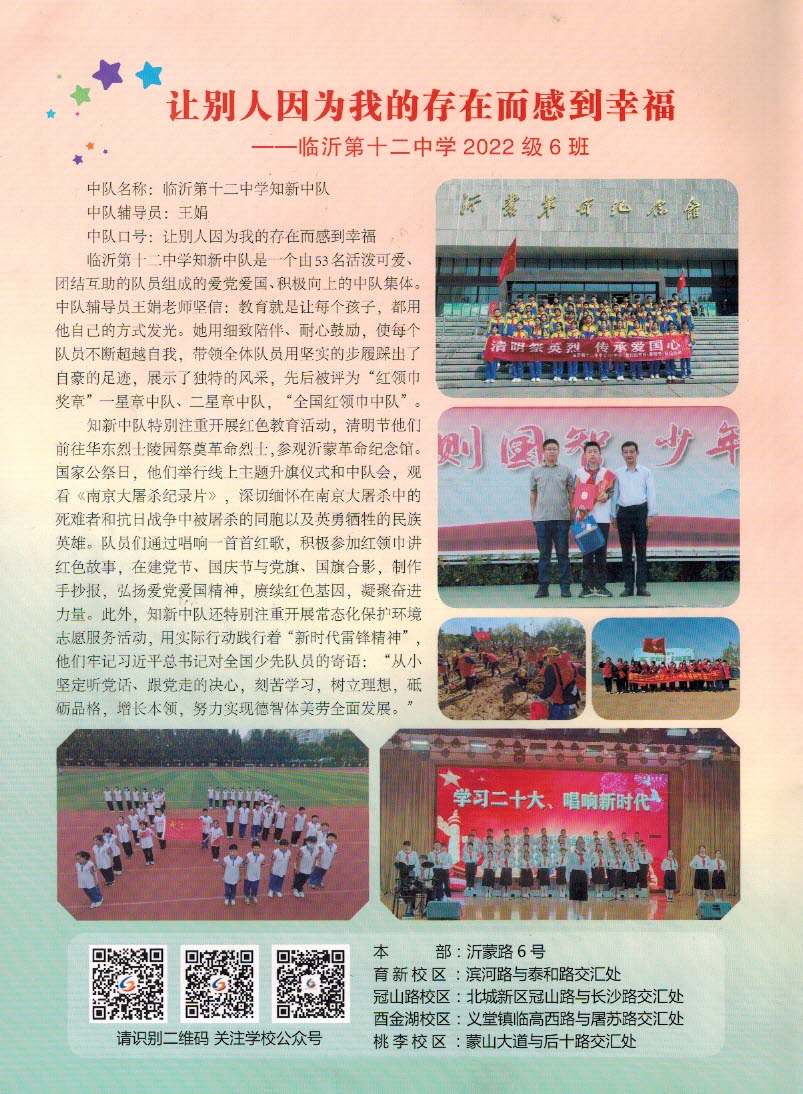 让别人因为我的存在而感到幸福
——临沂第十二中学 2022 级 6 班
中队名称：临沂第十二中学知新中队
中队辅导员：王娟
中队口号：让别人因为我的存在而感到幸福
临沂第十二中学知新中队是一个由 53 名活泼可爱、
团结互助的队员组成的爱党爱国、积极向上的中队集体。
中队辅导员王娟老师坚信：教育就是让每个孩子，都用
他自己的方式发光。她用细致陪伴、耐心鼓励，使每个
队员不断超越自我，带领全体队员用坚实的步履踩出了
自豪的足迹，展示了独特的风采，先后被评为“红领巾
奖章”一星章中队、二星章中队，“全国红领巾中队”。
知新中队特别注重开展红色教育活动，清明节他们
前往华东烈士陵园祭奠革命烈士，参观沂蒙革命纪念馆。
国家公祭日，他们举行线上主题升旗仪式和中队会，观
看《南京大屠杀纪录片》，深切缅怀在南京大屠杀中的
死难者和抗日战争中被屠杀的同胞以及英勇牺牲的民族
英雄。队员们通过唱响一首首红歌，积极参加红领巾讲
红色故事，在建党节、国庆节与党旗、国旗合影，制作
手抄报，弘扬爱党爱国精神，赓续红色基因，凝聚奋进
力量。此外，知新中队还特别注重开展常态化保护环境
志愿服务活动，用实际行动践行着“新时代雷锋精神”，
他们牢记习近平总书记对全国少先队员的寄语：“从小
坚定听党话、跟党走的决心，刻苦学习，树立理想，砥
砺品格，增长本领，努力实现德智体美劳全面发展。”
沂蒙革命纪念馆
清明祭英烈 传承爱国心
则国智 少年
学习二十大、唱响新时代
请识别二维码 关注学校公众号
本部：沂蒙路 6 号
育新校区：滨河路与泰和路交汇处
冠山路校区：北城新区冠山路与长沙路交汇处
酉金湖校区：义堂镇临高西路与屠苏路交汇处
桃李校区：蒙山大道与后十路交汇处